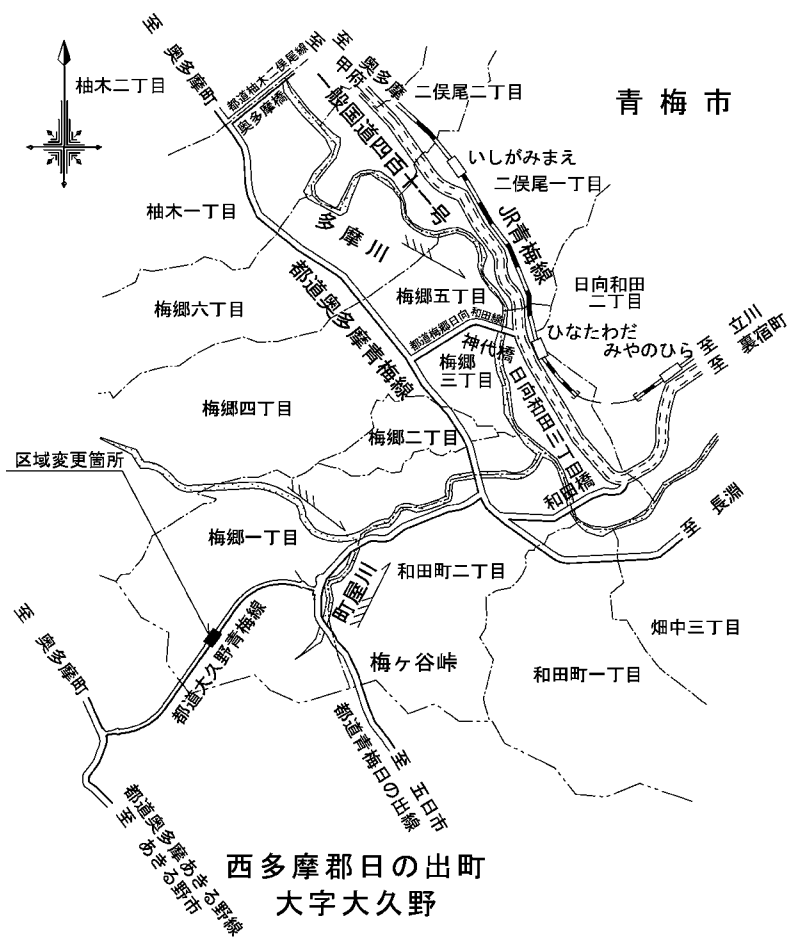 至 奥多摩町
都道柚木二俣尾線
至
至 奥多摩
甲府
柚木二丁目
奥多摩橋
一般国道四百十一号
二俣尾二丁目
青梅市
いしがみまえ
二俣尾一丁目
柚木一丁目
多摩川
JR青梅線
都道奥多摩青梅線
梅郷六丁目
梅郷五丁目
日向和田
二丁目
都道梅郷日向和田線
神代橋
ひなたわだ
みやのひら
至 立川
至 裏宿町
梅郷
三丁目
日向和田三丁目
梅郷四丁目
梅郷二丁目
区域変更箇所
和田橋
至 長淵
梅郷一丁目
町屋川
和田町二丁目
至 奥多摩町
都道大久野青梅線
梅ヶ谷峠
畑中三丁目
和田町一丁目
都道青梅日の出線
至 五日市
都道奥多摩あきる野線
至 あきる野市
西多摩郡日の出町
大字大久野